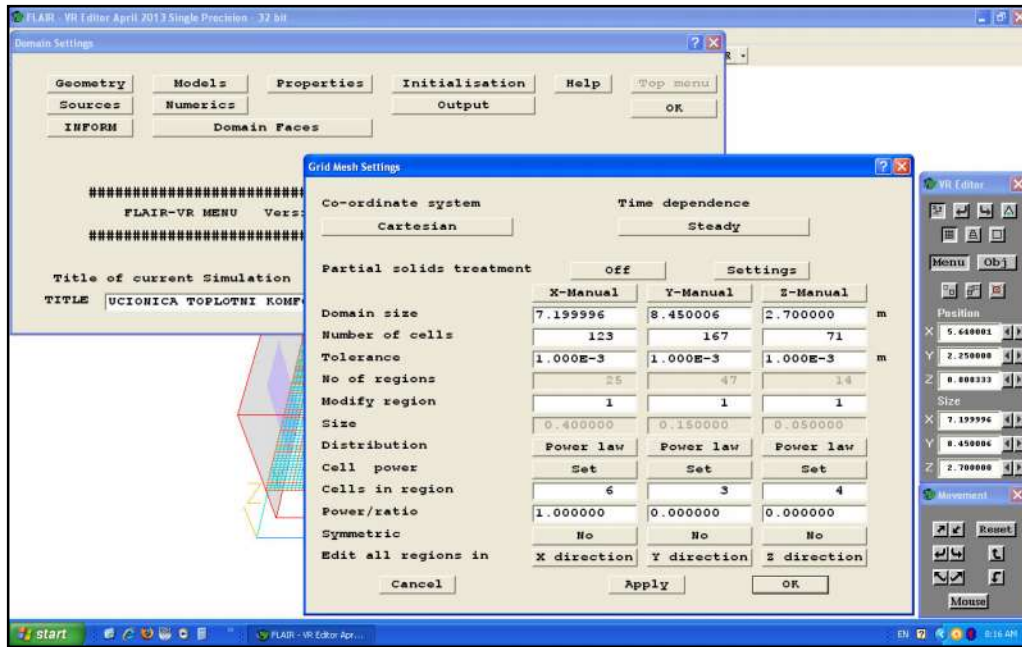 FLAIR - VR Editor April 2013 Single Precision - 32 bit
Domain Settings
Geometry Models Properties Initialisation Help Top menu
Sources Numerics Output OK
INFORM Domain Faces
############################
FLAIR-VR MENU Vers
############################
Title of current Simulation
TITLE UCIONICA TOPLOTNI KOMF
Grid Mesh Settings
Co-ordinate system Time dependence
Cartesian Steady
Partial solids treatment Off Settings
X-Manual Y-Manual Z-Manual
Domain size 7.199996 8.450006 2.700000 m
Number of cells 123 167 71
Tolerance 1.000E-3 1.000E-3 1.000E-3 m
No of regions 25 47 14
Modify region 1 1 1
Size 0.400000 0.150000 0.050000
Distribution Power law Power law Power law
Cell power Set Set Set
Cells in region 6 3 4
Power/ratio 1.000000 0.000000 0.000000
Symmetric No No No
Edit all regions in X direction Y direction Z direction
Cancel Apply OK
VR Editor
Menu Obj
Position
X 5.640001
Y 2.250000
Z 0.808333
Size
X 7.199996
Y 8.450006
Z 2.700000
Movement
Reset
Mouse
Z
start FLAIR - VR Editor Apr... EN 8:16 AM